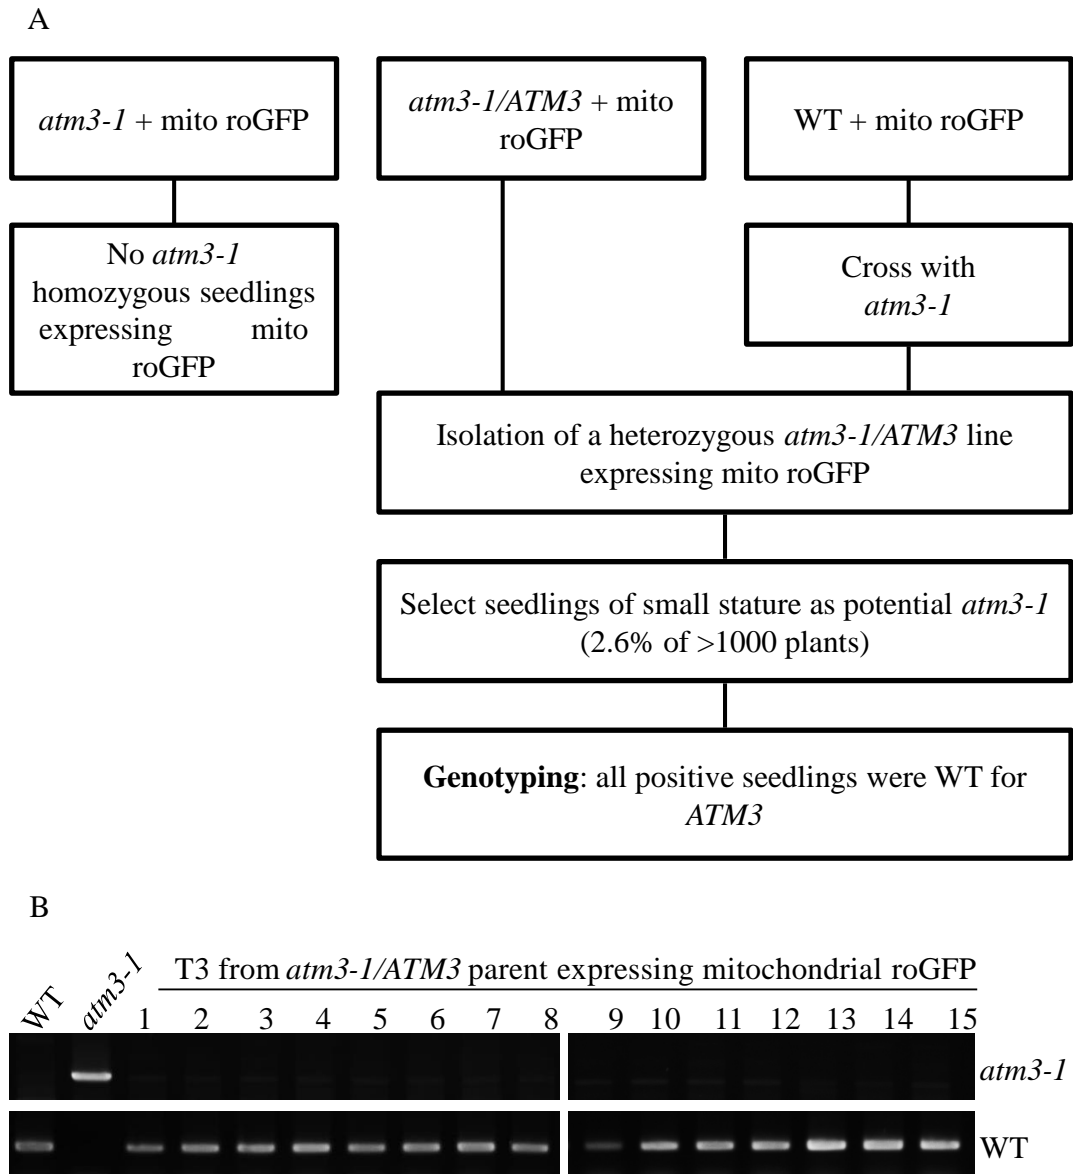 A
atm3-1 + mito roGFP
atm3-1/ATM3 + mito
roGFP
WT + mito roGFP
No atm3-1
homozygous seedlings
expressing mito
roGFP
Cross with
atm3-1
Isolation of a heterozygous atm3-1/ATM3 line
expressing mito roGFP
Select seedlings of small stature as potential atm3-1
(2.6% of >1000 plants)
Genotyping: all positive seedlings were WT for
ATM3
B
T3 from atm3-1/ATM3 parent expressing mitochondrial roGFP
WT atm3-1 1 2 3 4 5 6 7 8 9 10 11 12 13 14 15
atm3-1
WT